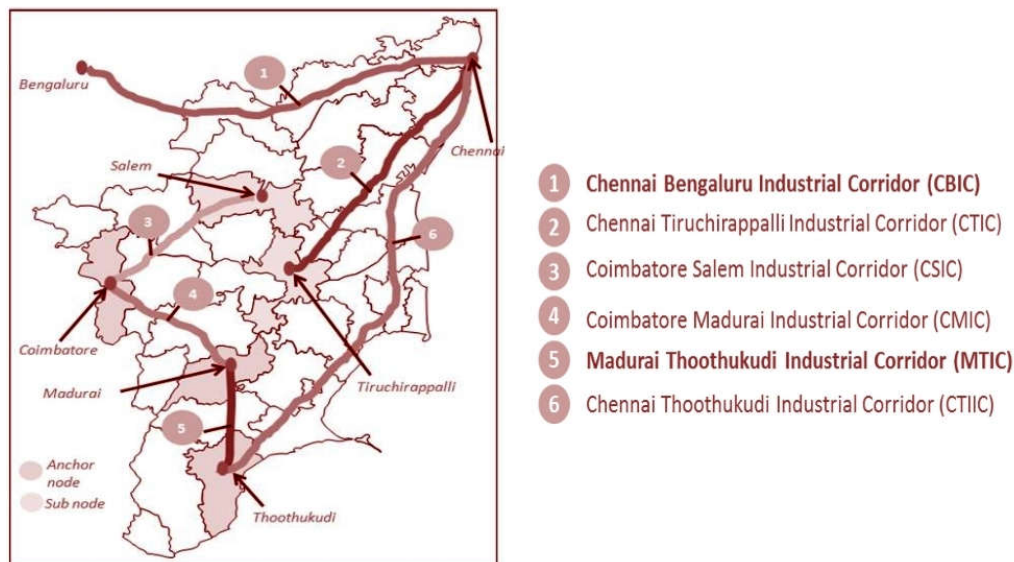 Bengaluru
1
Chennai
Salem
2
3
6
4
Coimbatore
Madurai
Tiruchirappalli
5
Anchor
node
Sub node
Thoothukudi
1 Chennai Bengaluru Industrial Corridor (CBIC)
2 Chennai Tiruchirappalli Industrial Corridor (CTIC)
3 Coimbatore Salem Industrial Corridor (CSIC)
4 Coimbatore Madurai Industrial Corridor (CMIC)
5 Madurai Thoothukudi Industrial Corridor (MTIC)
6 Chennai Thoothukudi Industrial Corridor (CTIIC)